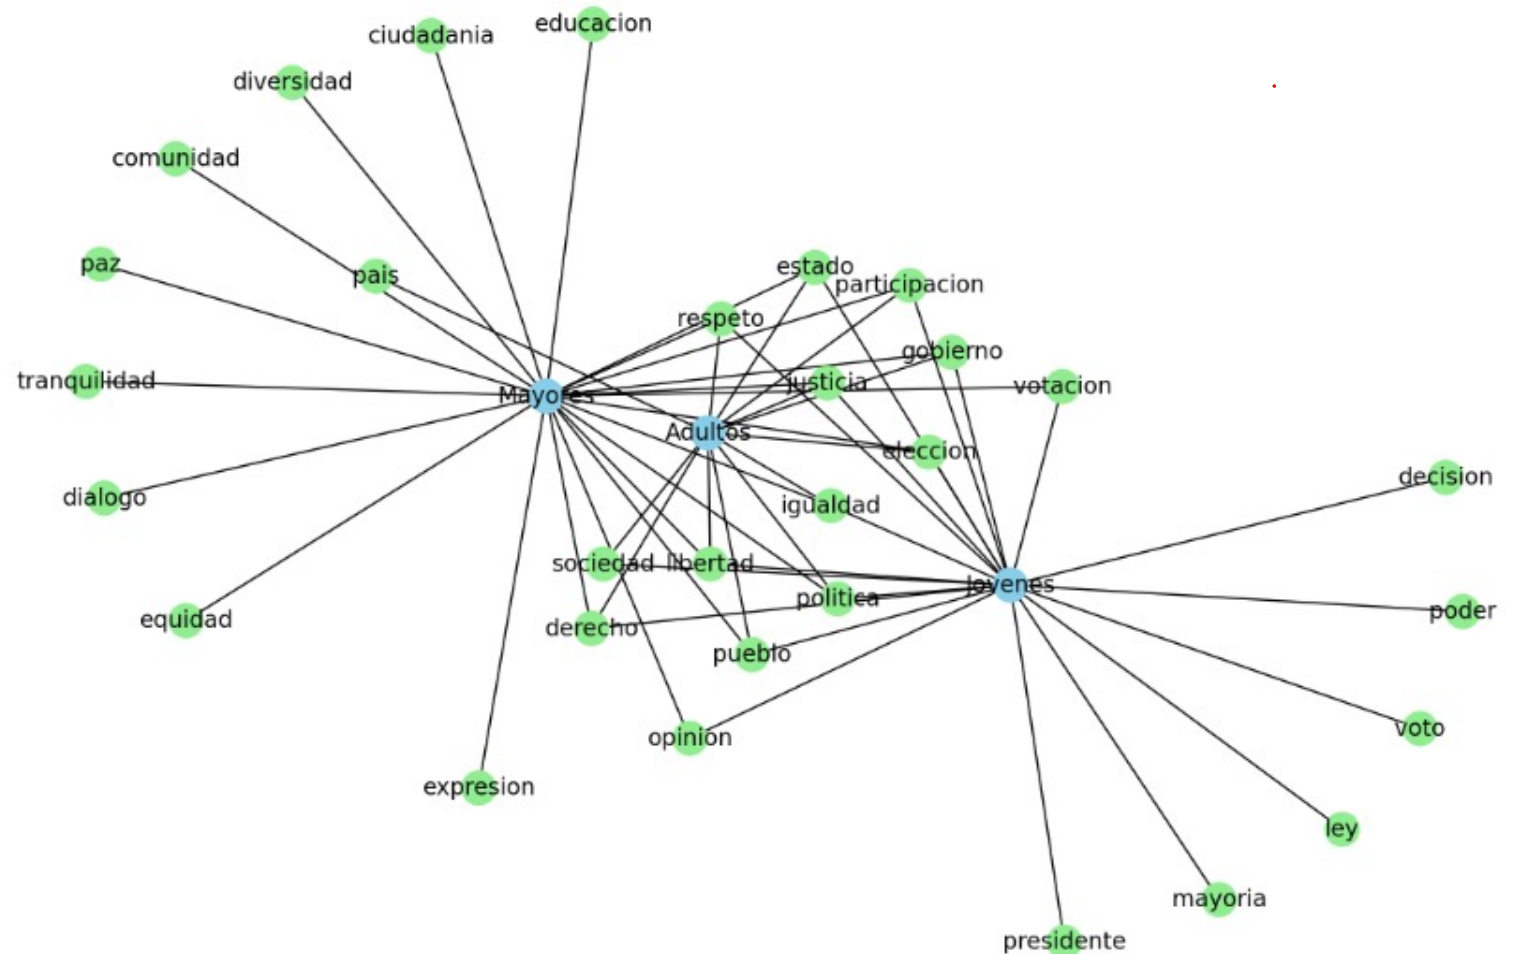 educacion
ciudadania
diversidad
comunidad
paz
pais
estado
participacion
respeto
gobierno
tranquilidad
justicia
votacion
Mayores
Adultos
eleccion
decision
dialogo
igualdad
sociedad
libertad
Jovenes
politica
poder
equidad
derecho
pueblo
voto
opinion
expresion
ley
mayoria
presidente